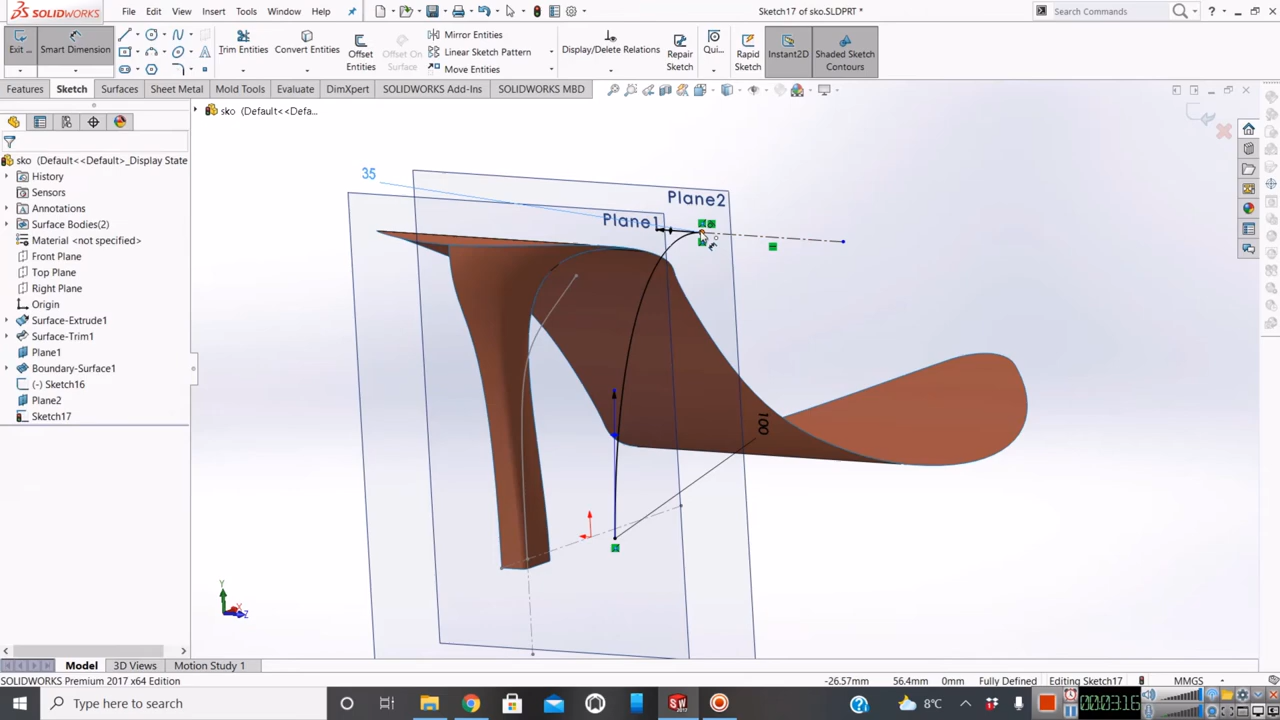 SOLIDWORKS File Edit View Insert Tools Window Help Sketch17 of sko.SLDPRT * Search Commands
Exit ... Smart Dimension Trim Entities Convert Entities Offset Entities Offset On Surface Mirror Entities Display/Delete Relations Repair Sketch Qui... Rapid Sketch Instant2D Shaded Sketch Contours
Linear Sketch Pattern
Move Entities
Features Sketch Surfaces Sheet Metal Mold Tools Evaluate DimXpert SOLIDWORKS Add-Ins SOLIDWORKS MBD
sko (Default<<Defa...
sko (Default<<Default>_Display State
History
Sensors
Annotations
Surface Bodies(2)
Material <not specified>
Front Plane
Top Plane
Right Plane
Origin
Surface-Extrude1
Surface-Trim1
Plane1
Boundary-Surface1
(-) Sketch16
Plane2
Sketch17
35
Plane2
Plane1
100
Y
X
Z
Model 3D Views Motion Study 1
SOLIDWORKS Premium 2017 x64 Edition -26.57mm 56.4mm 0mm Fully Defined Editing Sketch17 MMGS
Type here to search 8°C 00:03:16